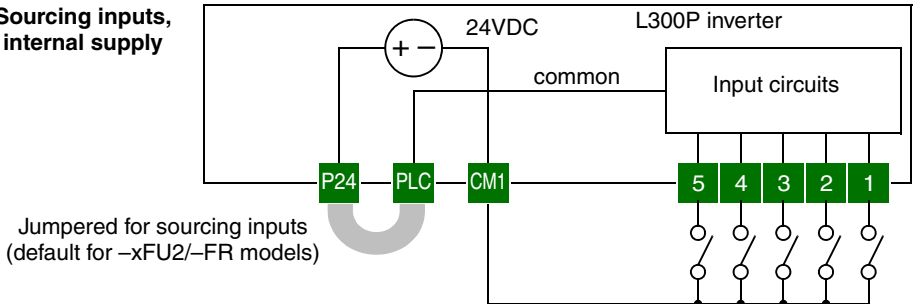 Sourcing inputs,
internal supply
24VDC
L300P inverter
+ −
common
Input circuits
P24
PLC
CM1
5 4 3 2 1
Jumpered for sourcing inputs
(default for –xFU2/–FR models)